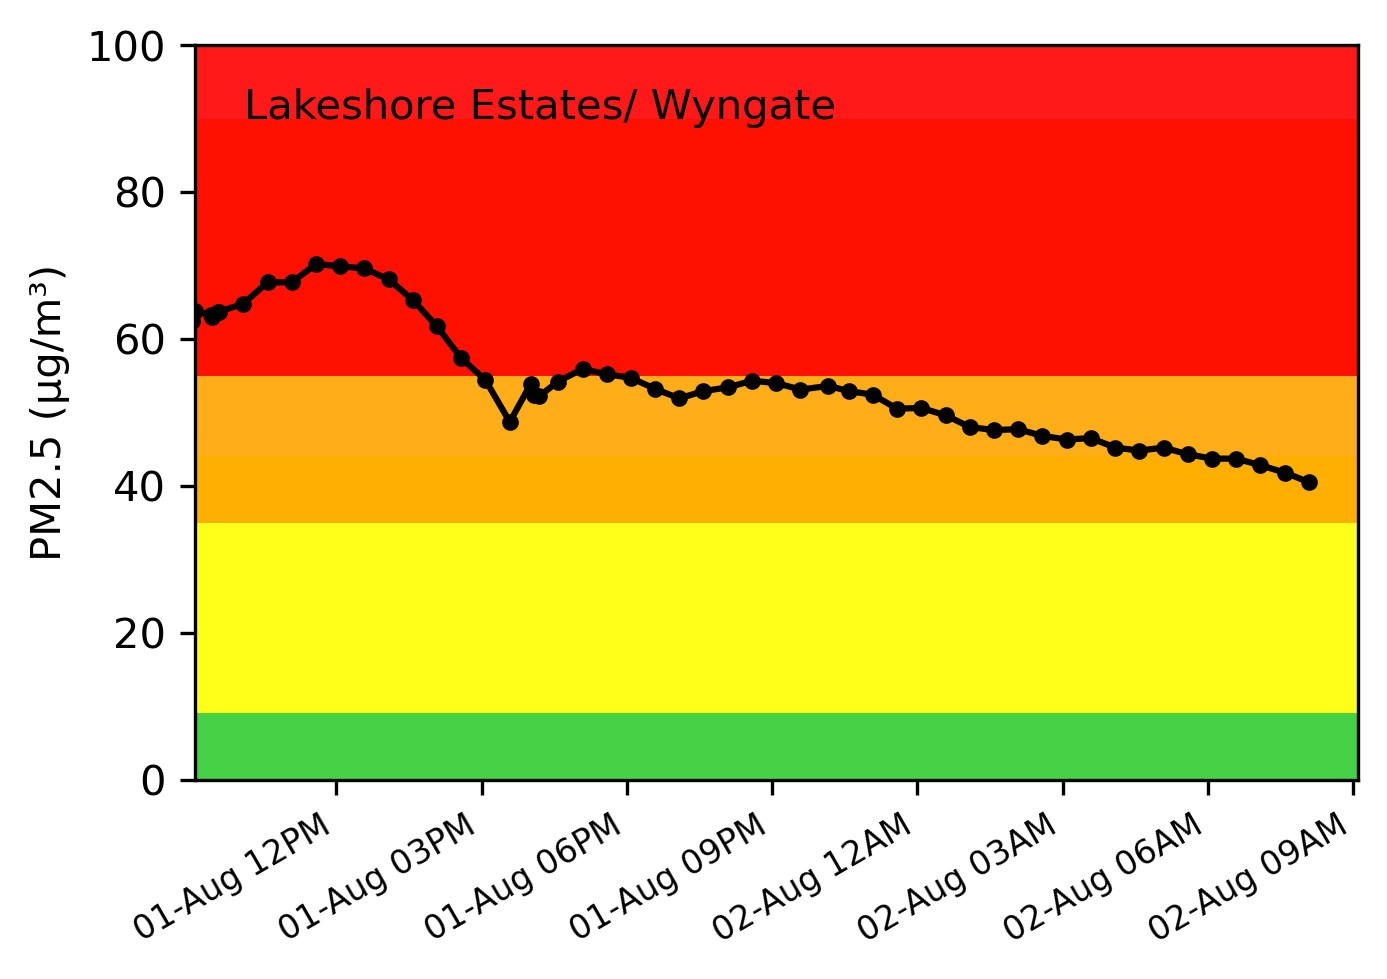 100
Lakeshore Estates/ Wyngate
80
60
40
20
0
PM2.5 (µg/m³)
01-Aug 12PM
01-Aug 03PM
01-Aug 06PM
01-Aug 09PM
02-Aug 12AM
02-Aug 03AM
02-Aug 06AM
02-Aug 09AM